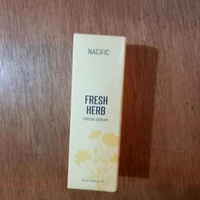 NACIFIC
FRESH
HERB
ORIGIN SERUM